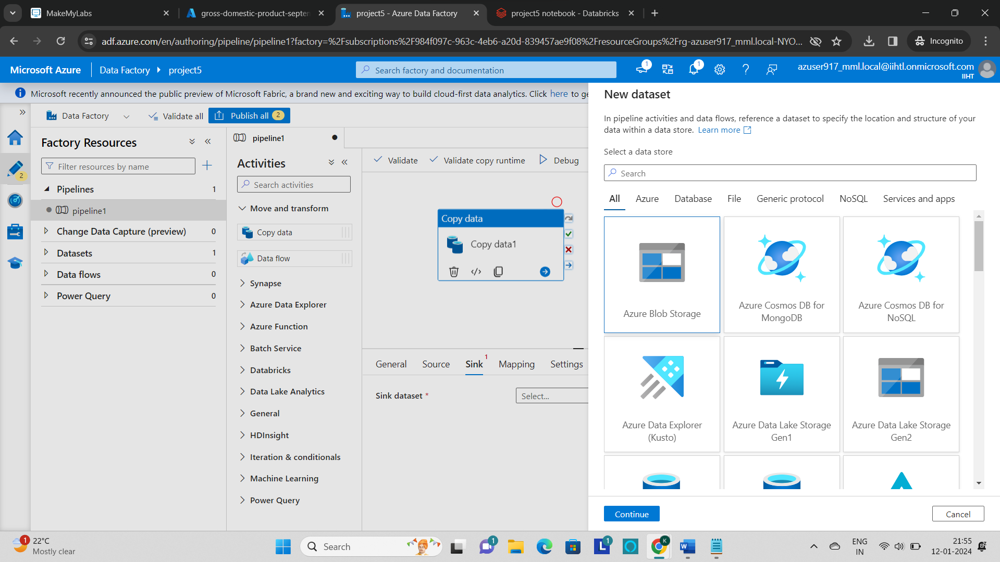 MakeMyLabs
gross-domestic-product-septem
project5 - Azure Data Factory
project5 notebook - Databricks
adf.azure.com/en/authoring/pipeline/pipeline1?factory=%2Fsubscriptions%2F984f097c-963c-4eb6-a20d-839457ae9f08%2FresourceGroups%2Frg-azuser917_mml.local-NYO...
Incognito
Microsoft Azure
Data Factory
project5
Search factory and documentation
1
1
azuser917_mml.local@iihtl.onmicrosoft.com
IIHT
Microsoft recently announced the public preview of Microsoft Fabric, a brand new and exciting way to build cloud-first data analytics. Click here to ge
Data Factory
Validate all
Publish all 2
Factory Resources
Filter resources by name
2
Pipelines 1
pipeline1
Change Data Capture (preview) 0
Datasets 1
Data flows 0
Power Query 0
pipeline1
Activities
Search activities
Move and transform
Copy data
Data flow
Synapse
Azure Data Explorer
Azure Function
Batch Service
Databricks
Data Lake Analytics
General
HDInsight
Iteration & conditionals
Machine Learning
Power Query
Validate
Validate copy runtime
Debug
Copy data
Copy data1
General
Source
Sink 1
Mapping
Settings
Sink dataset *
Select...
New dataset
In pipeline activities and data flows, reference a dataset to specify the location and structure of your
data within a data store. Learn more
Select a data store
Search
All
Azure
Database
File
Generic protocol
NoSQL
Services and apps
Azure Blob Storage
Azure Cosmos DB for
MongoDB
Azure Cosmos DB for
NoSQL
Azure Data Explorer
(Kusto)
Azure Data Lake Storage
Gen1
Azure Data Lake Storage
Gen2
Continue
Cancel
1
22°C
Mostly clear
Search
1
L
1
K
W
ENG
IN
21:55
12-01-2024